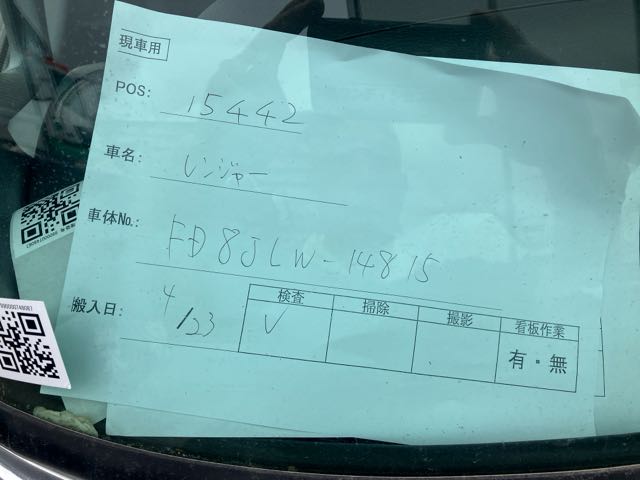 現車用
POS: 15442
車名: レンジャー
車体No.: FD8JLW-14815
搬入日: 4/23
検査 掃除 撮影 看板作業
✓ 有・無